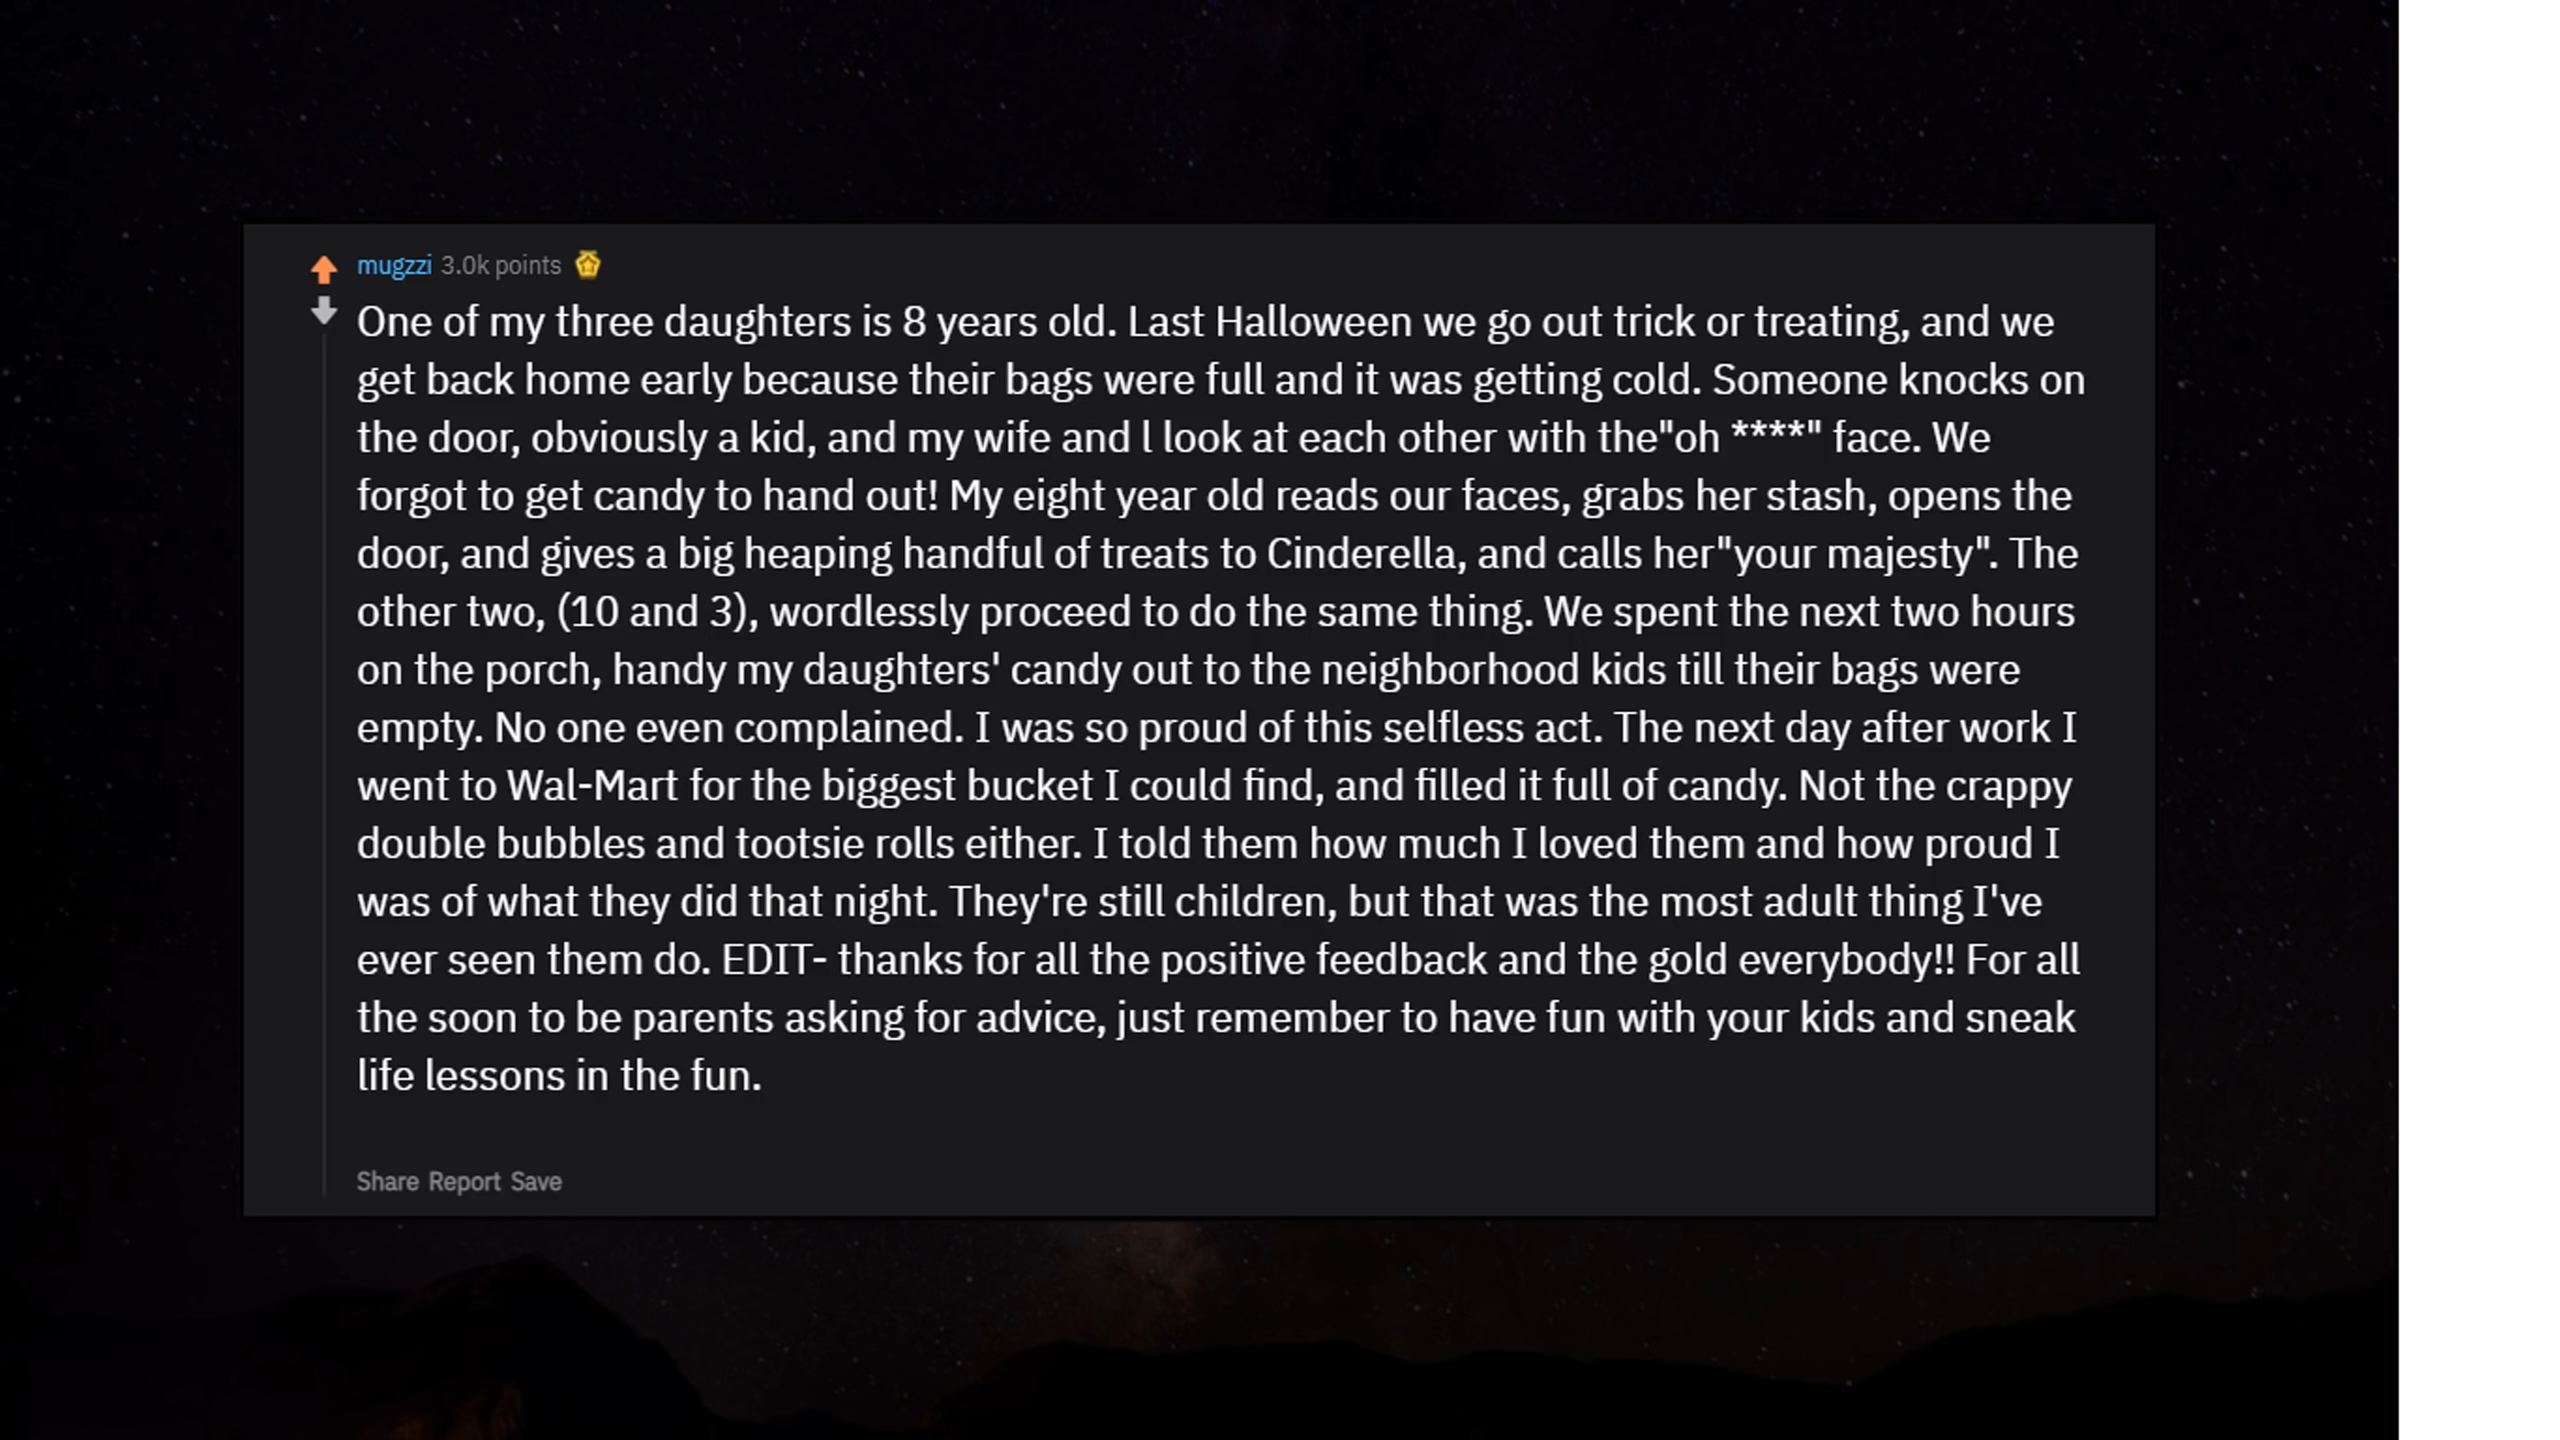 mugzzi 3.0k points
One of my three daughters is 8 years old. Last Halloween we go out trick or treating, and we
get back home early because their bags were full and it was getting cold. Someone knocks on
the door, obviously a kid, and my wife and l look at each other with the"oh ****" face. We
forgot to get candy to hand out! My eight year old reads our faces, grabs her stash, opens the
door, and gives a big heaping handful of treats to Cinderella, and calls her"your majesty". The
other two, (10 and 3), wordlessly proceed to do the same thing. We spent the next two hours
on the porch, handy my daughters' candy out to the neighborhood kids till their bags were
empty. No one even complained. I was so proud of this selfless act. The next day after work I
went to Wal-Mart for the biggest bucket I could find, and filled it full of candy. Not the crappy
double bubbles and tootsie rolls either. I told them how much I loved them and how proud I
was of what they did that night. They're still children, but that was the most adult thing I've
ever seen them do. EDIT- thanks for all the positive feedback and the gold everybody!! For all
the soon to be parents asking for advice, just remember to have fun with your kids and sneak
life lessons in the fun.
Share Report Save